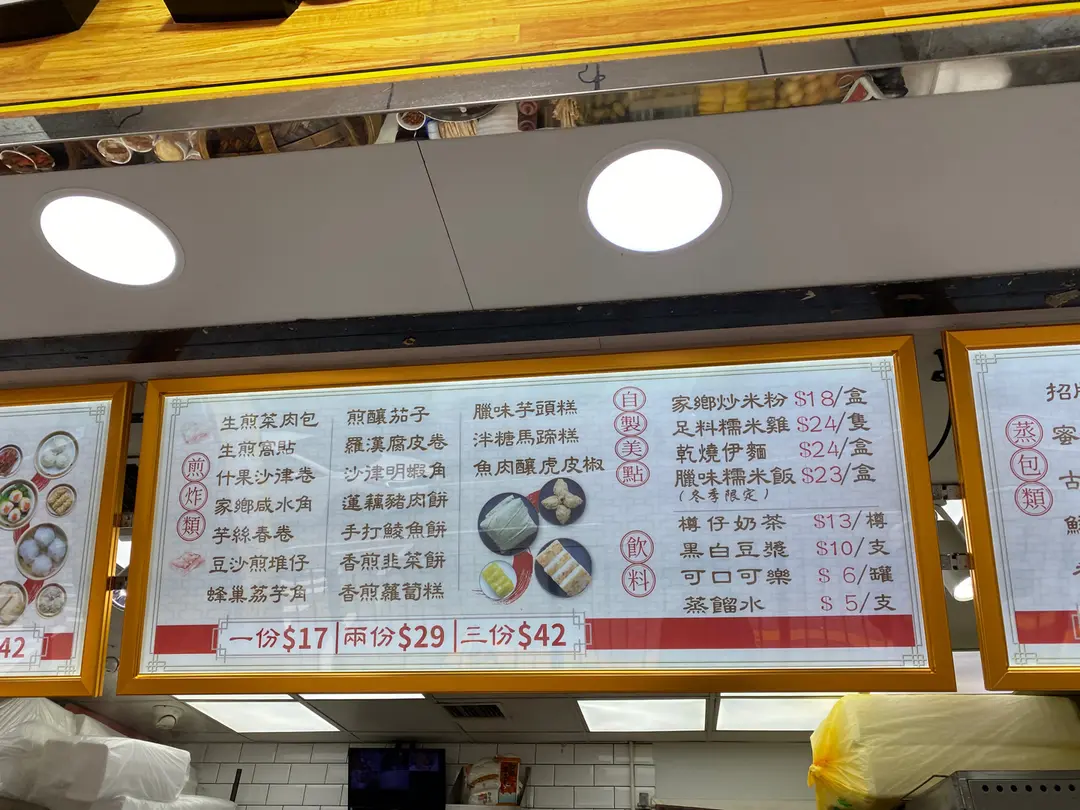 42
煎炸類
生煎菜肉包
生煎窩貼
什果沙律卷
家鄉咸水角
芋絲春卷
豆沙煎堆仔
蜂巢荔芋角
煎釀茄子
羅漢腐皮卷
沙律明蝦角
蓮藕豬肉餅
手打鯪魚餅
香煎韭菜餅
香煎蘿蔔糕
臘味芋頭糕
泮糖馬蹄糕
魚肉釀虎皮椒
自製美點
家鄉炒米粉 $18/盒
足料糯米雞 $24/隻
乾燒伊麵 $24/盒
臘味糯米飯 $23/盒
(冬季限定)
飲料
樽仔奶茶 $13/樽
黑白豆漿 $10/支
可口可樂 $6/罐
蒸餾水 $5/支
一份$17|兩份$29|三份$42
蒸包類
招